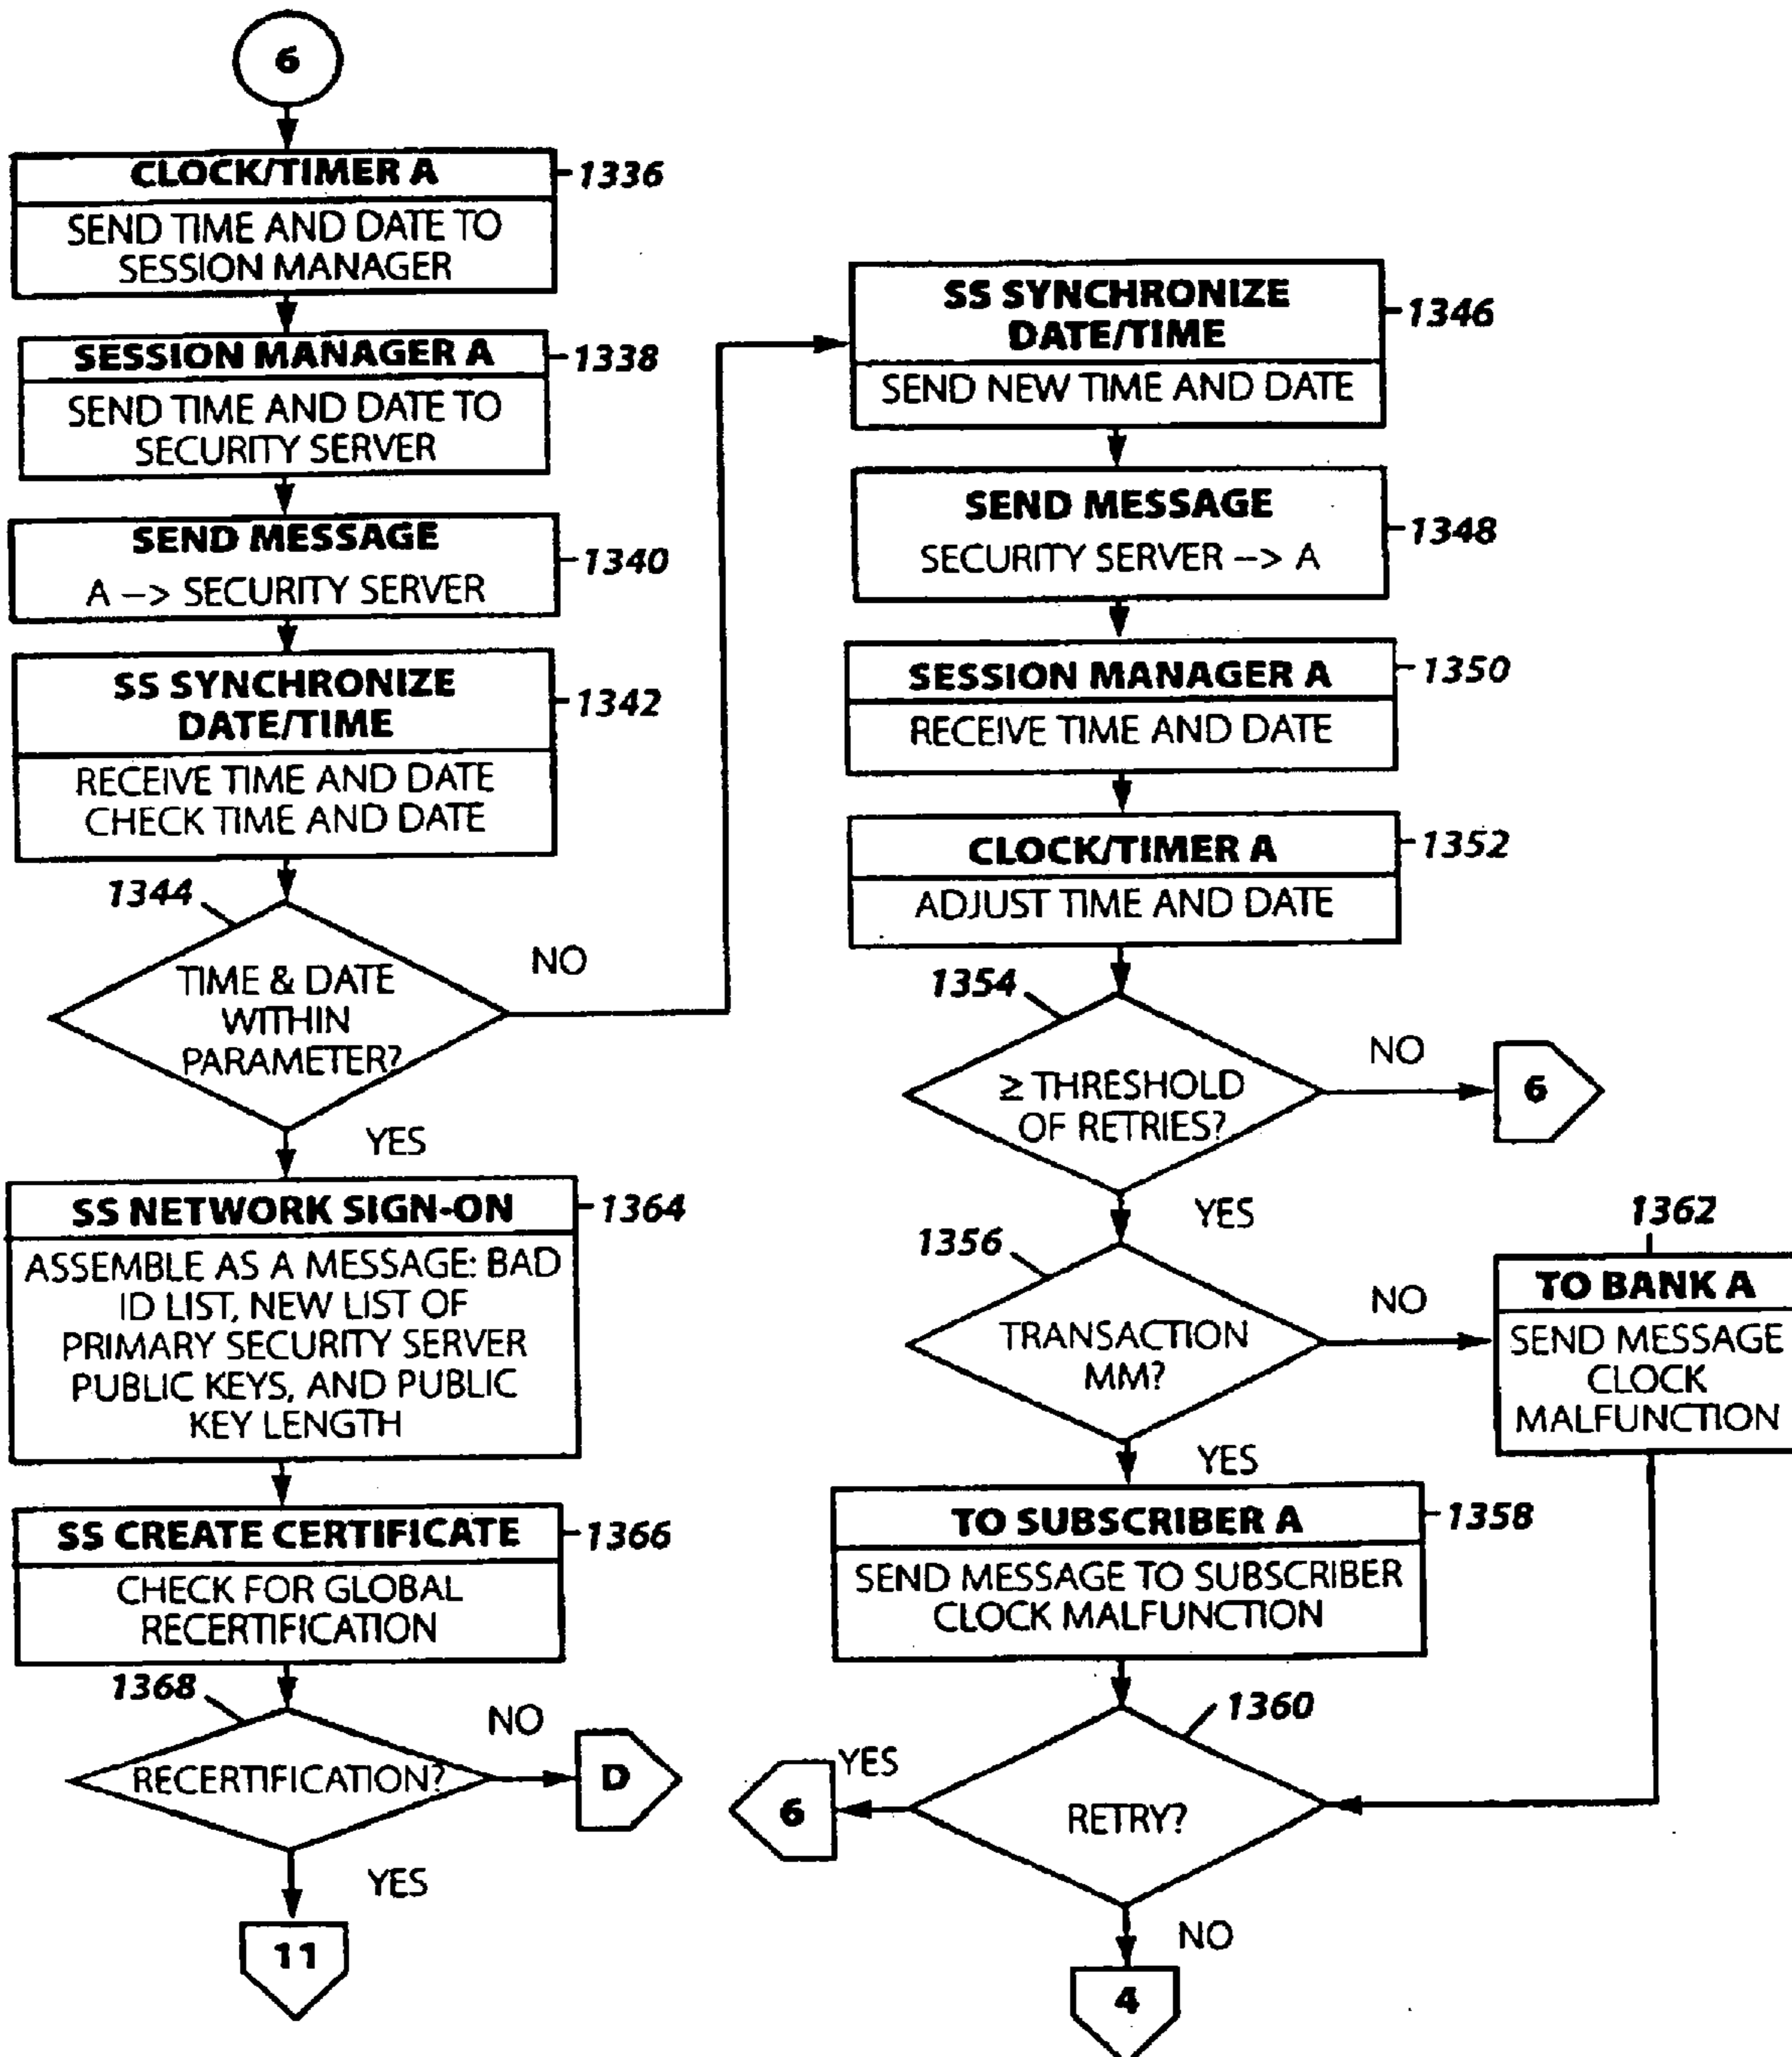 6
CLOCK/TIMER A
1336
SEND TIME AND DATE TO
SESSION MANAGER
SESSION MANAGER A
1338
SEND TIME AND DATE TO
SECURITY SERVER
SEND MESSAGE
1340
A –> SECURITY SERVER
SS SYNCHRONIZE
DATE/TIME
1342
RECEIVE TIME AND DATE
CHECK TIME AND DATE
1344
TIME & DATE
WITHIN
PARAMETER?
NO
YES
SS NETWORK SIGN-ON
1364
ASSEMBLE AS A MESSAGE: BAD
ID LIST, NEW LIST OF
PRIMARY SECURITY SERVER
PUBLIC KEYS, AND PUBLIC
KEY LENGTH
SS CREATE CERTIFICATE
1366
CHECK FOR GLOBAL
RECERTIFICATION
1368
RECERTIFICATION?
NO
D
YES
11
SS SYNCHRONIZE
DATE/TIME
1346
SEND NEW TIME AND DATE
SEND MESSAGE
1348
SECURITY SERVER –> A
SESSION MANAGER A
1350
RECEIVE TIME AND DATE
CLOCK/TIMER A
1352
ADJUST TIME AND DATE
1354
≥ THRESHOLD
OF RETRIES?
NO
6
YES
1356
TRANSACTION
MM?
NO
1362
TO BANK A
SEND MESSAGE
CLOCK
MALFUNCTION
YES
TO SUBSCRIBER A
1358
SEND MESSAGE TO SUBSCRIBER
CLOCK MALFUNCTION
1360
RETRY?
YES
6
NO
4